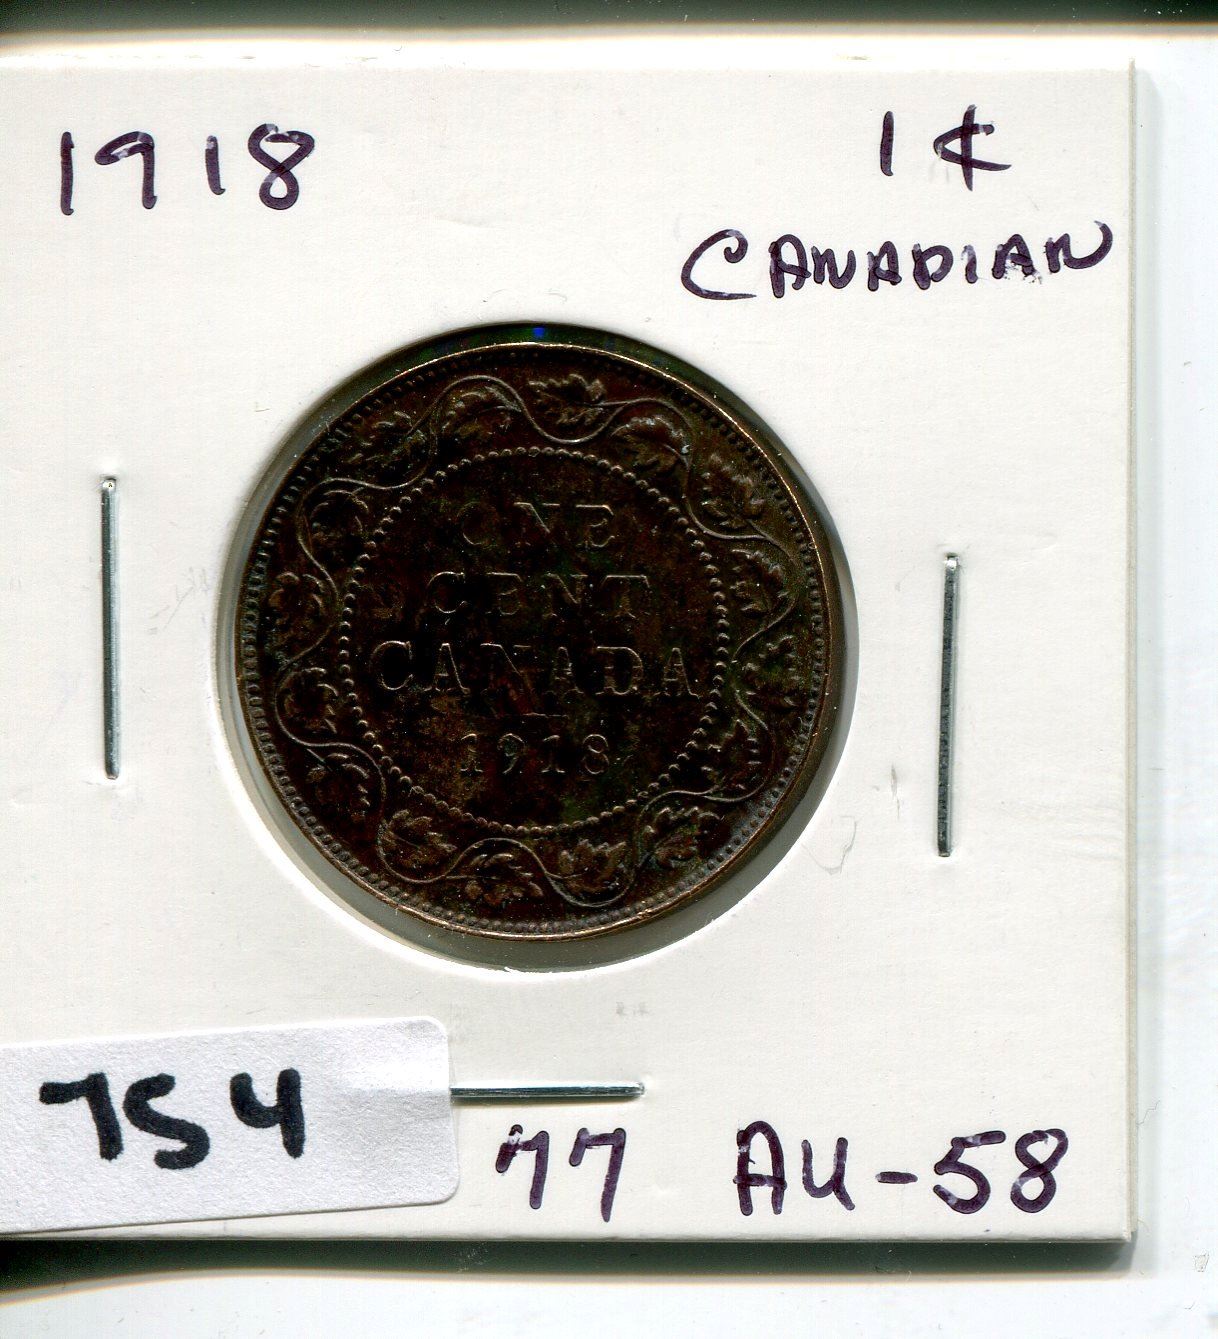 1918
1¢
CANADIAN
ONE
CENT
CANADA
1918
754
77 AU-58